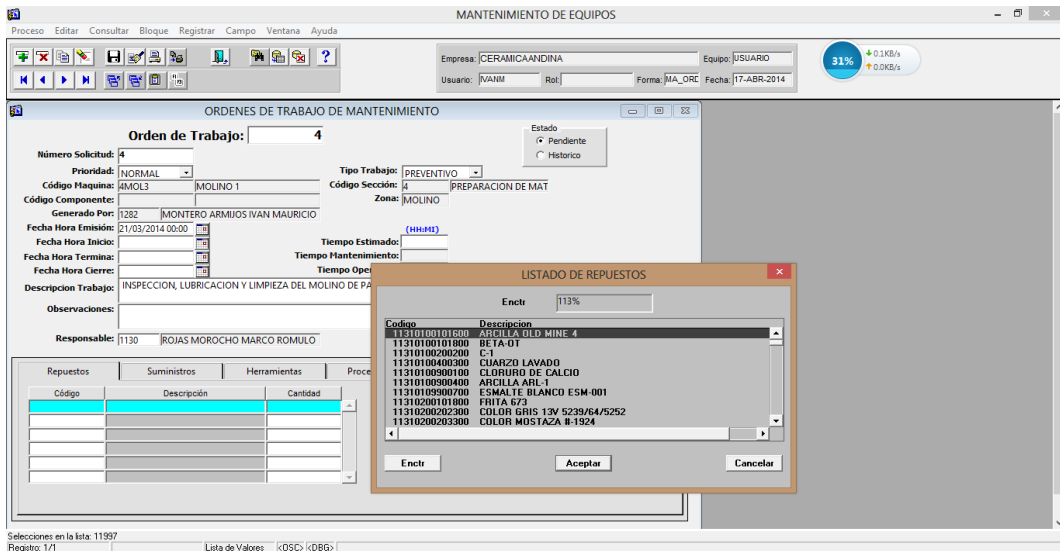 MANTENIMIENTO DE EQUIPOS
Proceso Editar Consultar Bloque Registrar Campo Ventana Ayuda
Empresa: CERAMICAANDINA Equipo: USUARIO
Usuario: IVANM Rol: Forma: MA_ORD Fecha: 17-ABR-2014
31% 0.1KB/s
0.0KB/s
ORDENES DE TRABAJO DE MANTENIMIENTO
Orden de Trabajo: 4
Estado
Pendiente
Historico
Número Solicitud: 4
Prioridad: NORMAL Tipo Trabajo: PREVENTIVO
Código Maquina: 4MOL3 MOLINO 1 Código Sección: 4 PREPARACION DE MAT
Código Componente: Zona: MOLINO
Generado Por: 1282 MONTERO ARMIJOS IVAN MAURICIO
Fecha Hora Emisión: 21/03/2014 00:00 (HH:MI)
Fecha Hora Inicio: Tiempo Estimado:
Fecha Hora Termina: Tiempo Mantenimiento:
Fecha Hora Cierre: Tiempo Oper
Descripcion Trabajo: INSPECCION, LUBRICACION Y LIMPIEZA DEL MOLINO DE PA
Observaciones:
Responsable: 1130 ROJAS MOROCHO MARCO ROMULO
Repuestos Suministros Herramientas Proce
Código Descripción Cantidad
LISTADO DE REPUESTOS
Enctr 113%
Codigo Descripcion
11310100101600 ARCILLA OLD MINE 4
11310100101800 BETA-OT
11310100200200 C-1
11310100400300 CUARZO LAVADO
11310100900100 CLORURO DE CALCIO
11310100900400 ARCILLA ARL-1
11310109900700 ESMALTE BLANCO ESM-001
11310200101800 FRITA 673
11310200202300 COLOR GRIS 13V 5239/64/5252
11310200203300 COLOR MOSTAZA #-1924
Enctr Aceptar Cancelar
Selecciones en la lista: 11997
Registro: 1/1 Lista de Valores <OSC> <DBG>